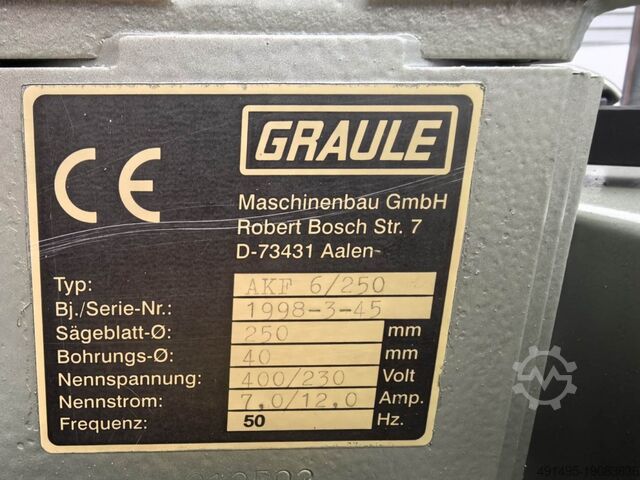 CE
GRAULE
Maschinenbau GmbH
Robert Bosch Str. 7
D-73431 Aalen
Typ: AKF 6/250
Bj./Serie-Nr.: 1998-3-45
Sägeblatt-Ø: 250 mm
Bohrungs-Ø: 40 mm
Nennspannung: 400/230 Volt
Nennstrom: 7,0/12,0 Amp.
Frequenz: 50 Hz.